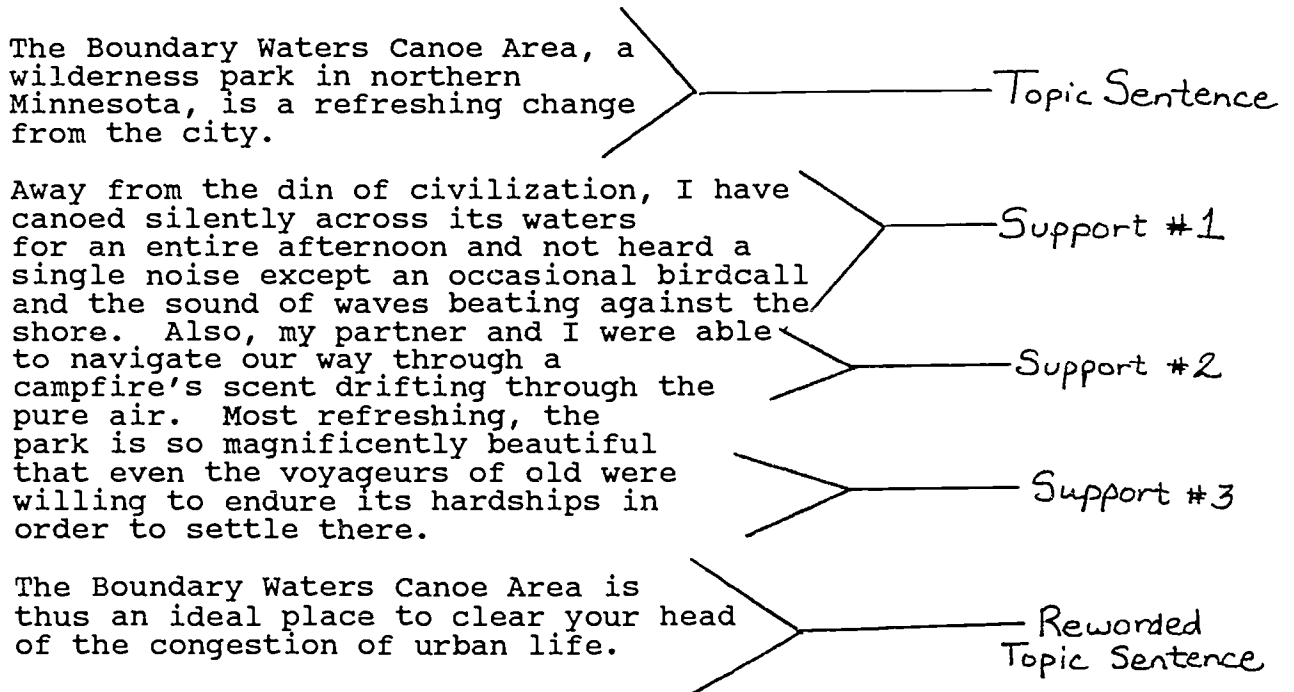 The Boundary Waters Canoe Area, a
wilderness park in northern
Minnesota, is a refreshing change
from the city.
Topic Sentence
Away from the din of civilization, I have
canoed silently across its waters
for an entire afternoon and not heard a
single noise except an occasional birdcall
and the sound of waves beating against the
shore. Also, my partner and I were able
to navigate our way through a
campfire's scent drifting through the
pure air. Most refreshing, the
park is so magnificently beautiful
that even the voyageurs of old were
willing to endure its hardships in
order to settle there.
Support #1
Support #2
Support #3
The Boundary Waters Canoe Area is
thus an ideal place to clear your head
of the congestion of urban life.
Reworded
Topic Sentence